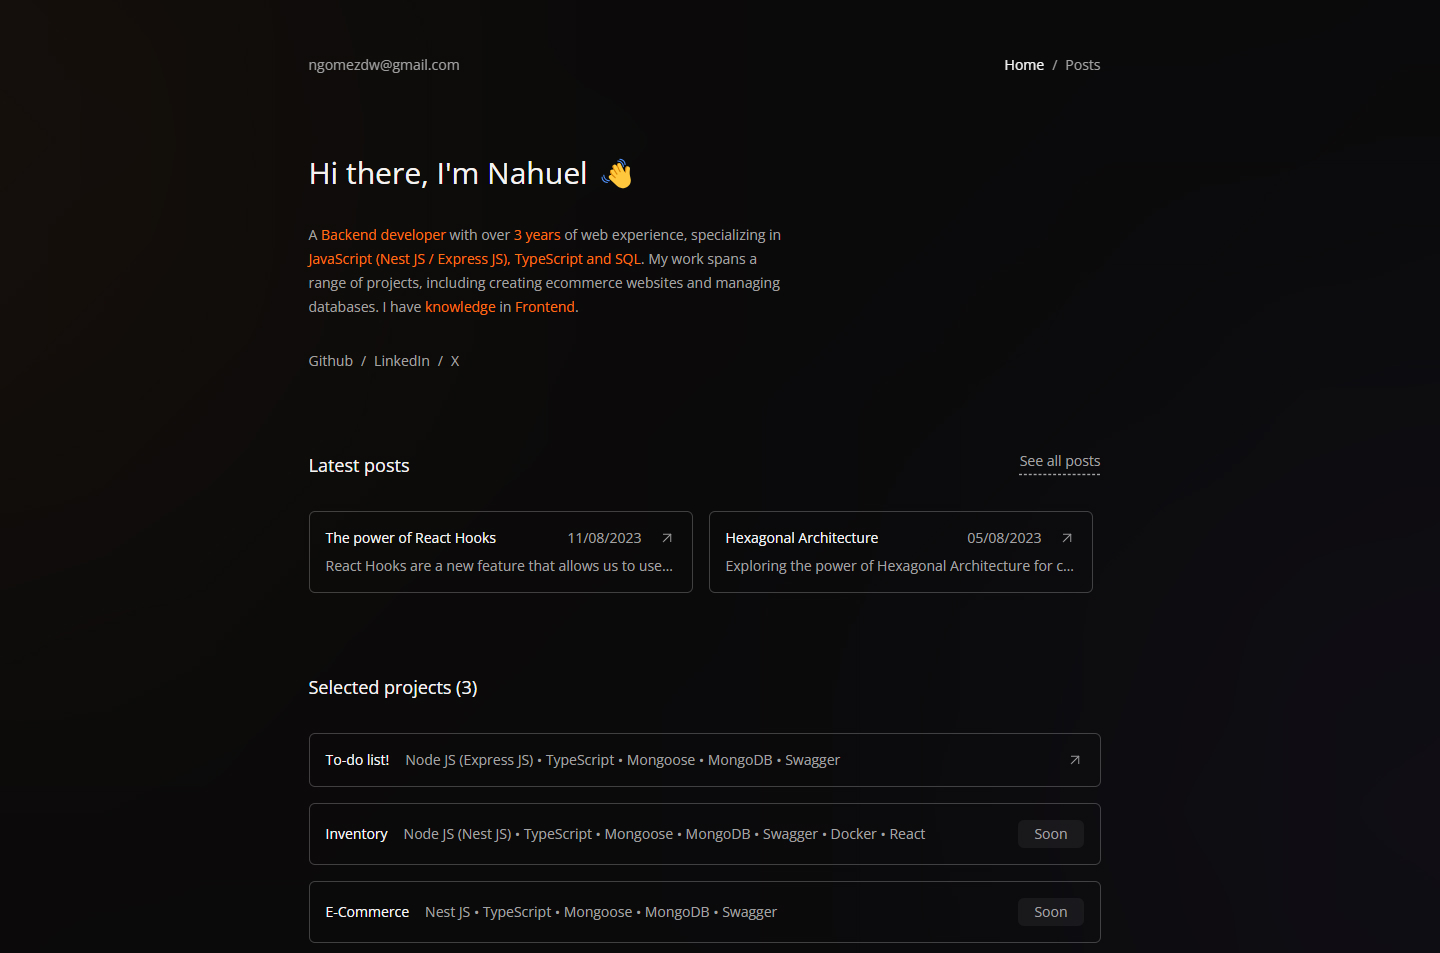 ngomezdw@gmail.com
Home / Posts
Hi there, I'm Nahuel 👋
A Backend developer with over 3 years of web experience, specializing in
JavaScript (Nest JS / Express JS), TypeScript and SQL. My work spans a
range of projects, including creating ecommerce websites and managing
databases. I have knowledge in Frontend.
Github / LinkedIn / X
Latest posts
See all posts
The power of React Hooks 11/08/2023
React Hooks are a new feature that allows us to use...
Hexagonal Architecture 05/08/2023
Exploring the power of Hexagonal Architecture for c...
Selected projects (3)
To-do list! Node JS (Express JS) • TypeScript • Mongoose • MongoDB • Swagger
Inventory Node JS (Nest JS) • TypeScript • Mongoose • MongoDB • Swagger • Docker • React Soon
E-Commerce Nest JS • TypeScript • Mongoose • MongoDB • Swagger Soon